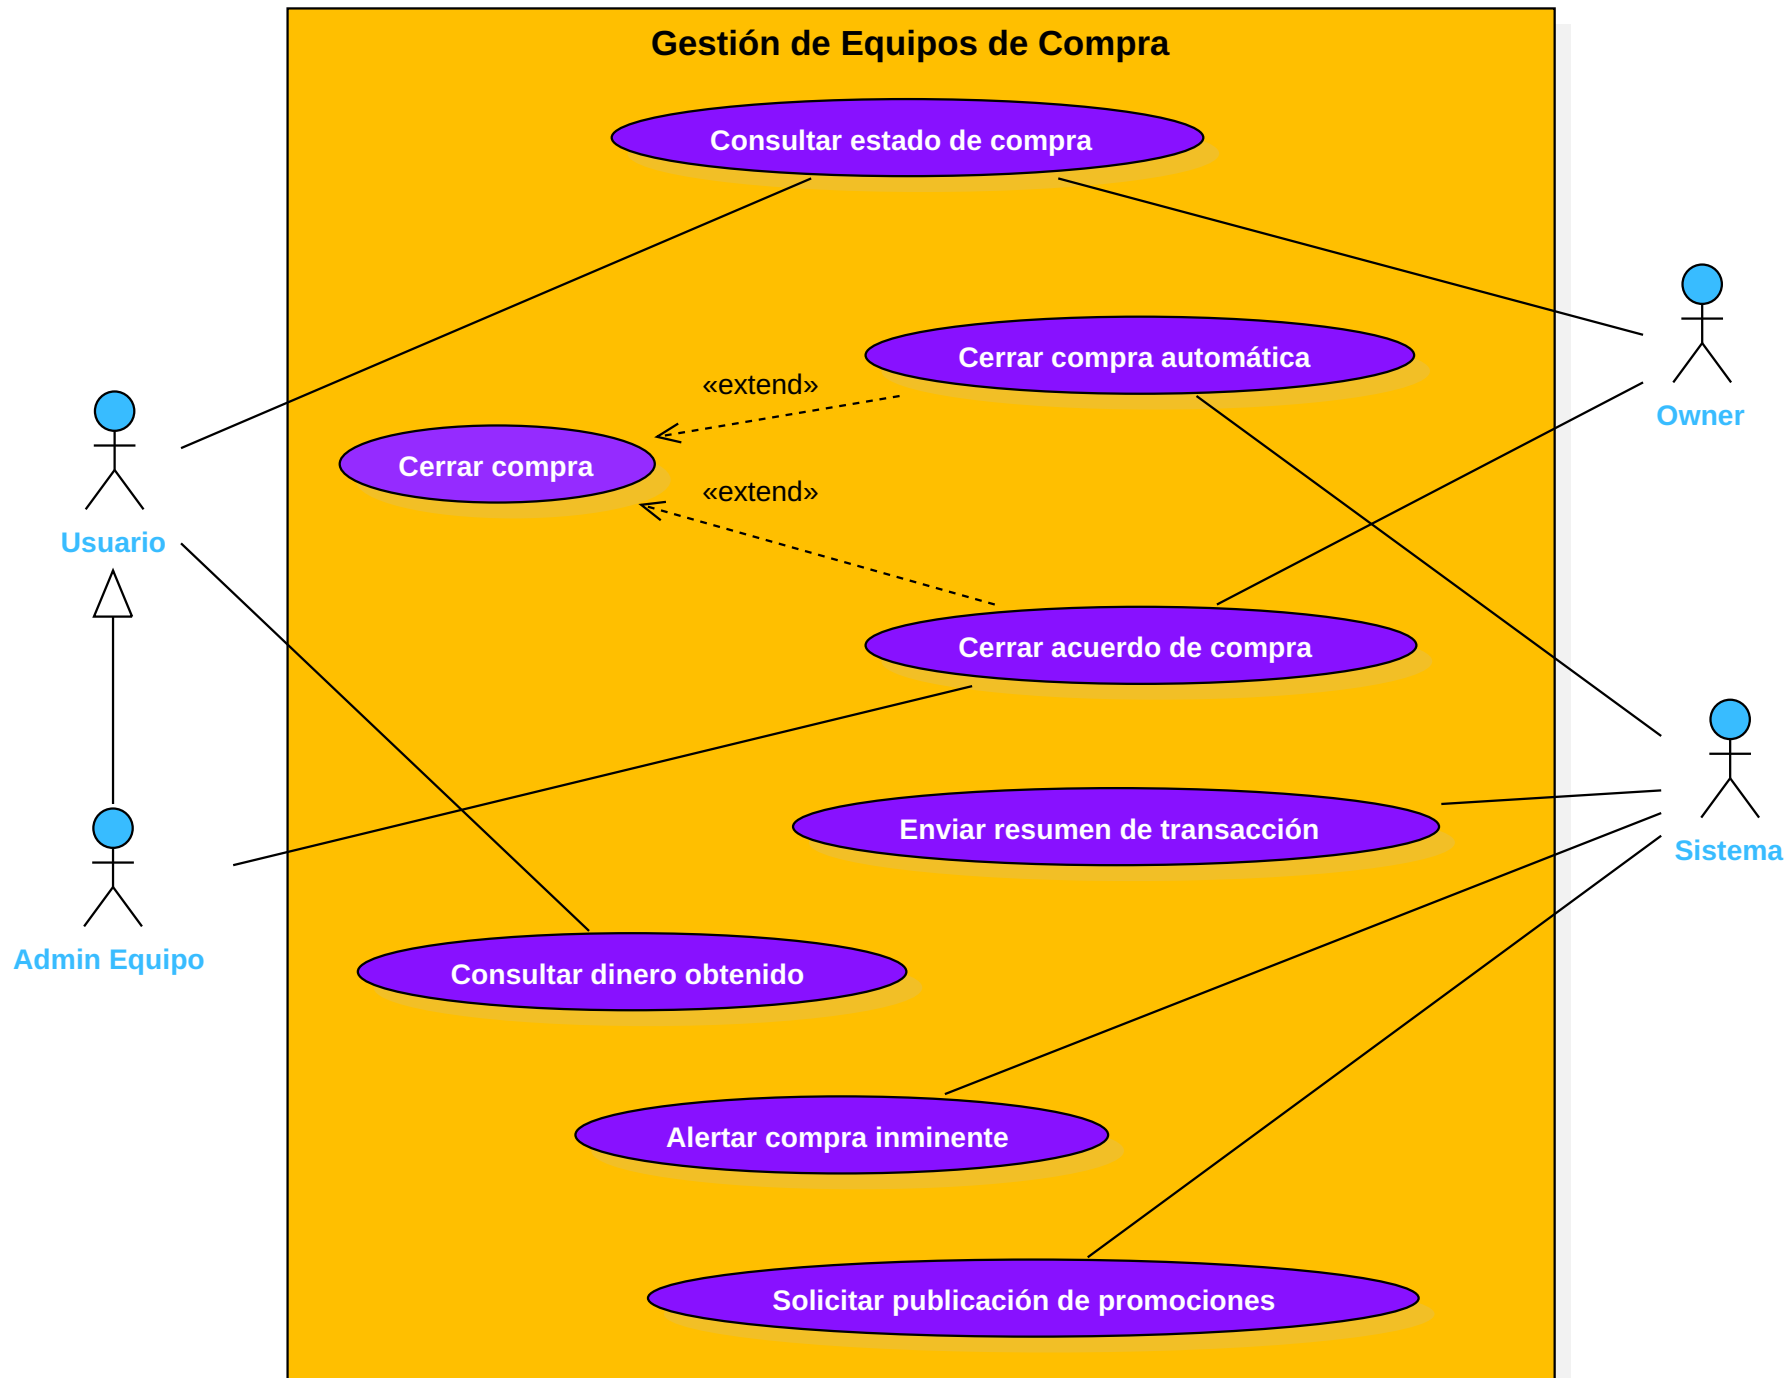 Gestión de Equipos de Compra
Consultar estado de compra
Cerrar compra automática
«extend»
Owner
Cerrar compra
«extend»
Usuario
Cerrar acuerdo de compra
Enviar resumen de transacción
Sistema
Admin Equipo
Consultar dinero obtenido
Alertar compra inminente
Solicitar publicación de promociones